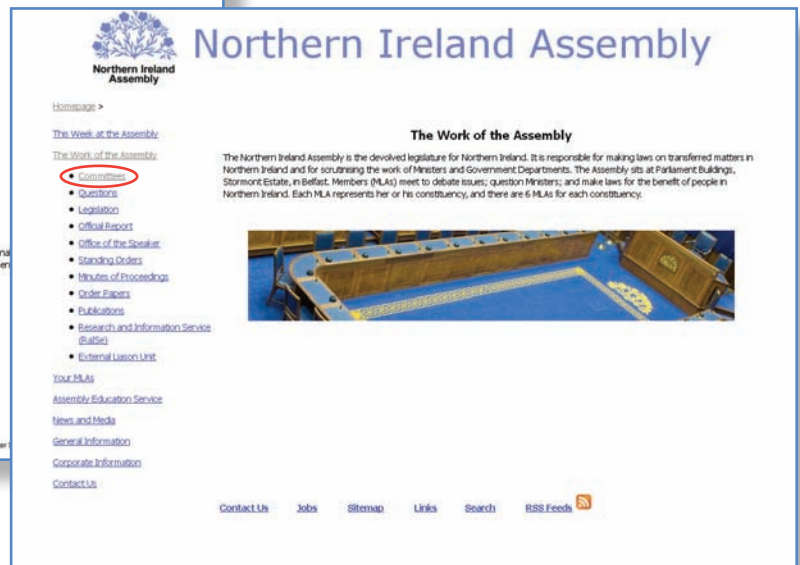 Northern Ireland
Assembly
Northern Ireland Assembly
Homepage >
This Week at the Assembly
The Work of the Assembly
Committees
Questions
Legislation
Official Report
Office of the Speaker
Standing Orders
Minutes of Proceedings
Order Papers
Publications
Research and Information Service
(RaISe)
External Liason Unit
Your MLAs
Assembly Education Service
News and Media
General Information
Corporate Information
Contact Us
The Work of the Assembly
The Northern Ireland Assembly is the devolved legislature for Northern Ireland. It is responsible for making laws on transferred matters in
Northern Ireland and for scrutinising the work of Ministers and Government Departments. The Assembly sits at Parliament Buildings,
Stormont Estate, in Belfast. Members (MLAs) meet to debate issues; question Ministers; and make laws for the benefit of people in
Northern Ireland. Each MLA represents her or his constituency, and there are 6 MLAs for each constituency.
Contact Us Jobs Sitemap Links Search RSS Feeds